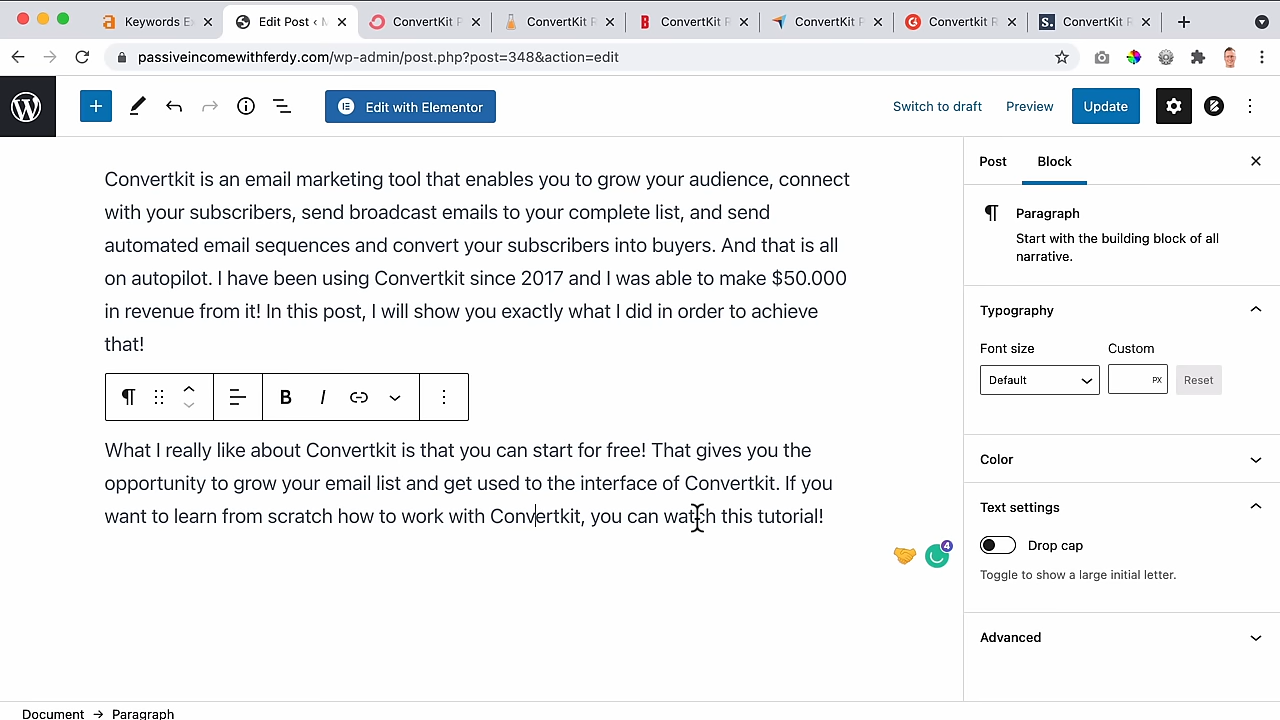 Keywords E
Edit Post ‹ M
ConvertKit F
ConvertKit F
ConvertKit F
ConvertKit F
Convertkit R
ConvertKit F
passiveincomewithferdy.com/wp-admin/post.php?post=348&action=edit
Edit with Elementor
Switch to draft
Preview
Update
Convertkit is an email marketing tool that enables you to grow your audience, connect
with your subscribers, send broadcast emails to your complete list, and send
automated email sequences and convert your subscribers into buyers. And that is all
on autopilot. I have been using Convertkit since 2017 and I was able to make $50.000
in revenue from it! In this post, I will show you exactly what I did in order to achieve
that!
B I
What I really like about Convertkit is that you can start for free! That gives you the
opportunity to grow your email list and get used to the interface of Convertkit. If you
want to learn from scratch how to work with Convertkit, you can watch this tutorial!
4
Post
Block
Paragraph
Start with the building block of all
narrative.
Typography
Font size
Custom
Default
PX
Reset
Color
Text settings
Drop cap
Toggle to show a large initial letter.
Advanced
Document → Paragraph